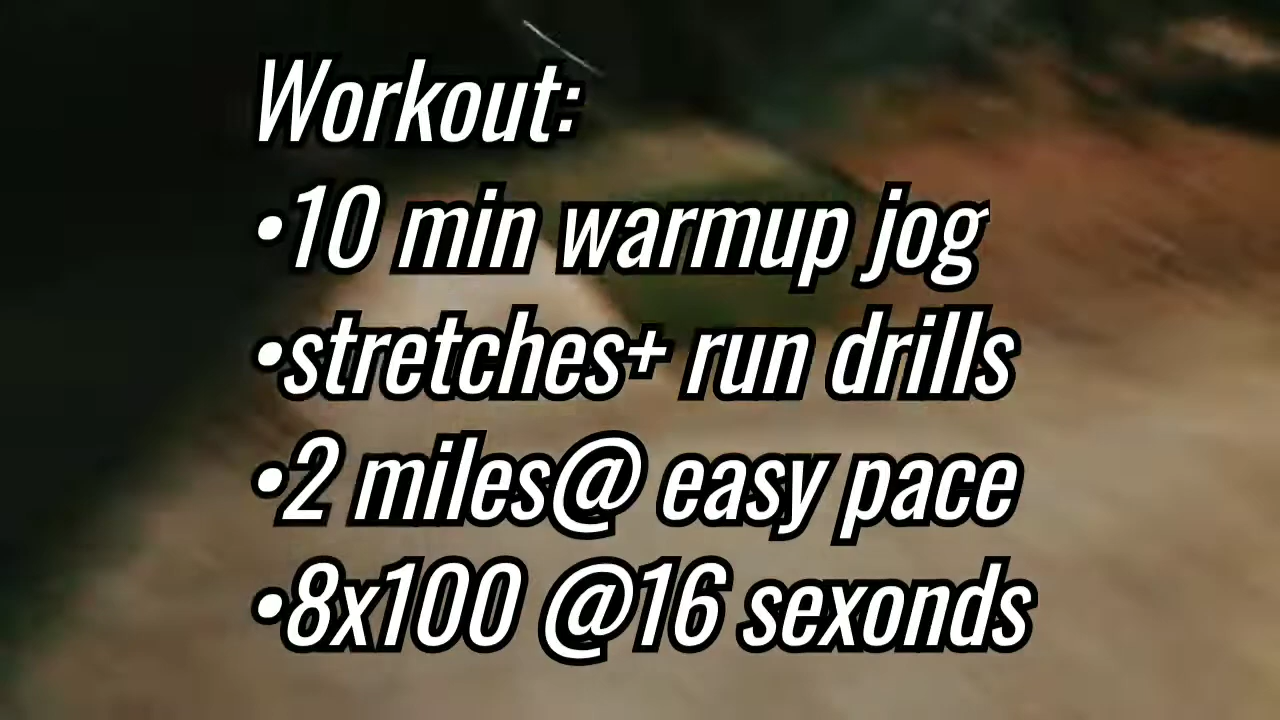 Workout:
•10 min warmup jog
•stretches+ run drills
•2 miles@ easy pace
•8x100 @16 sexonds